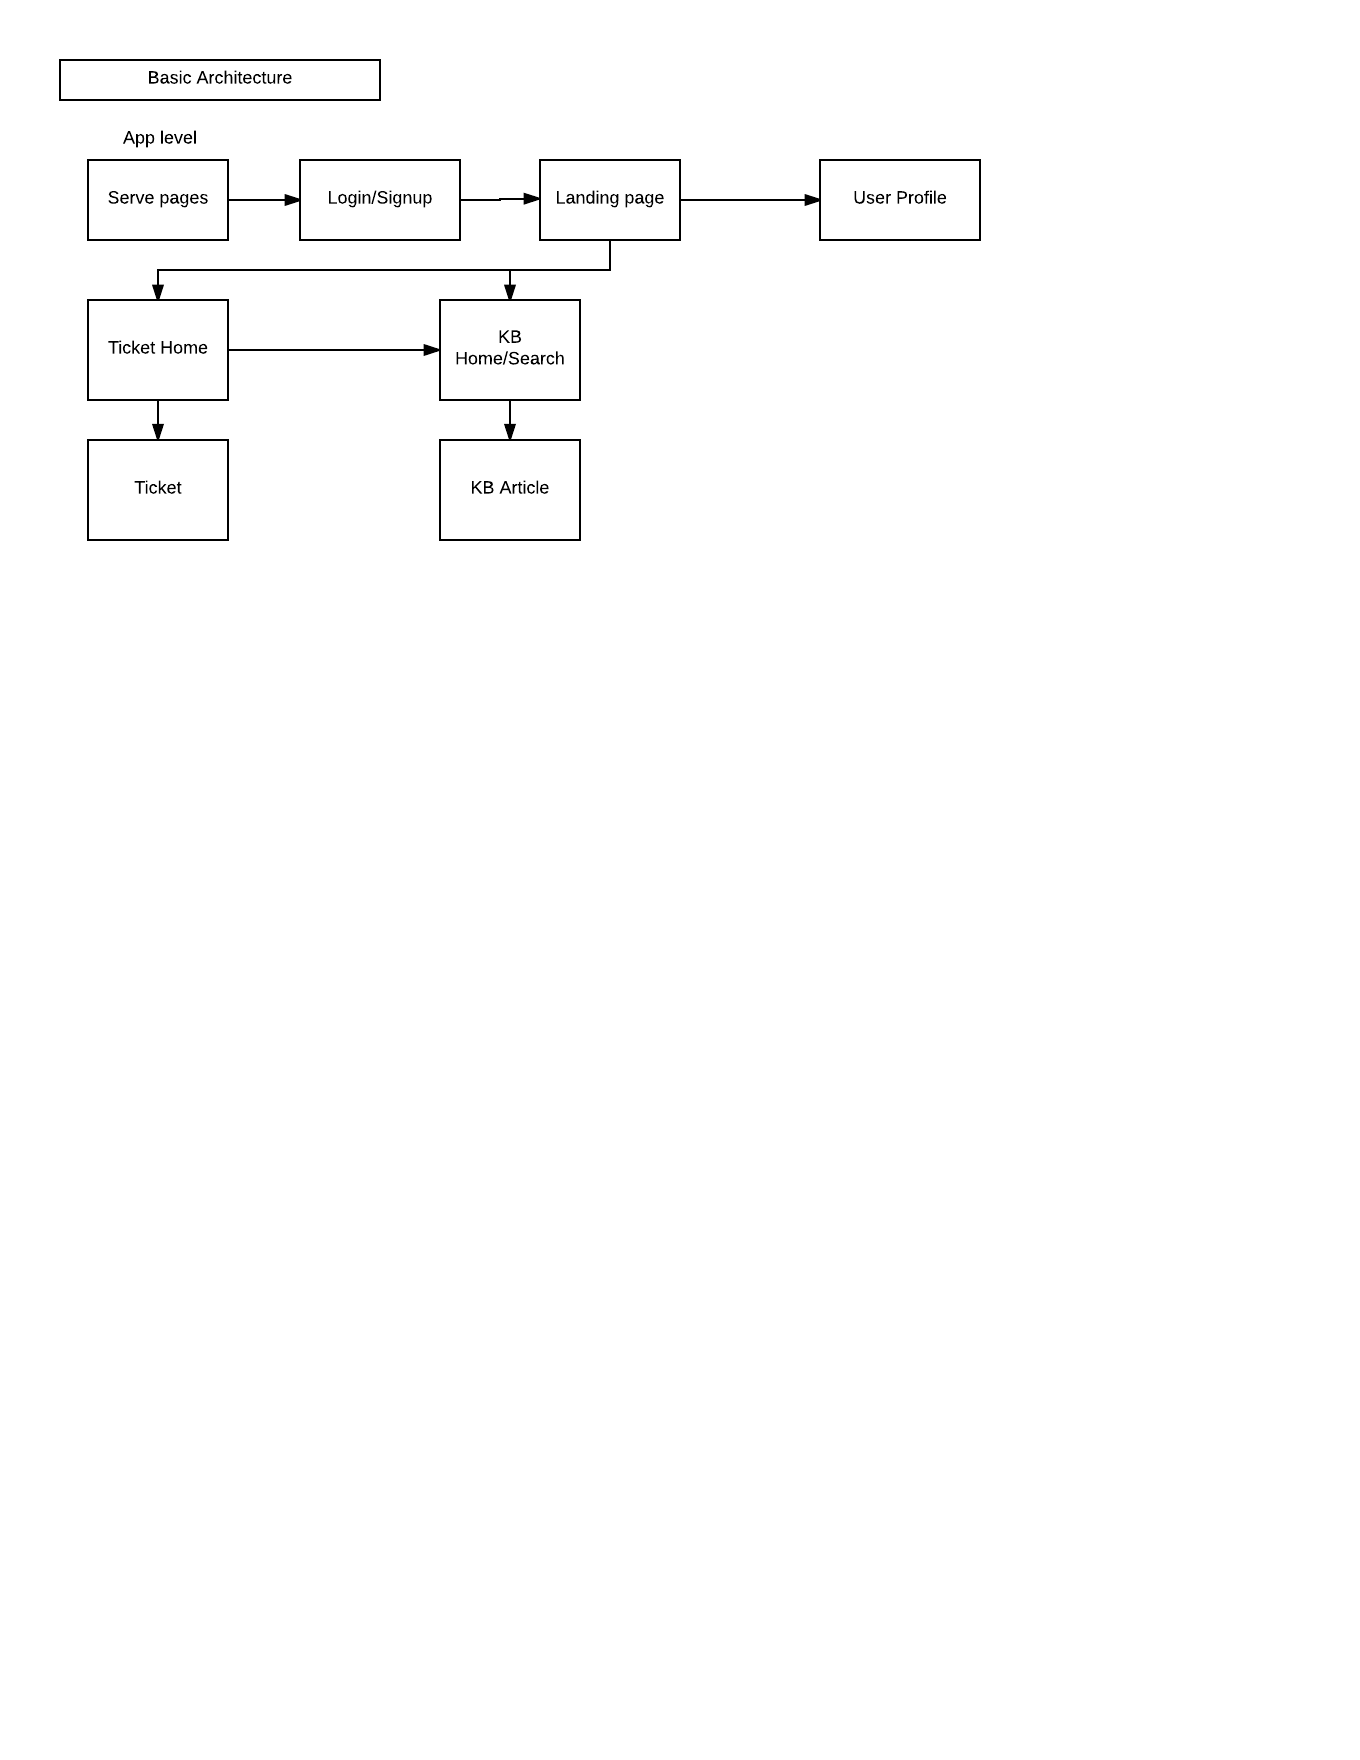 Basic Architecture
App level
Serve pages
Login/Signup
Landing page
User Profile
Ticket Home
KB
Home/Search
Ticket
KB Article